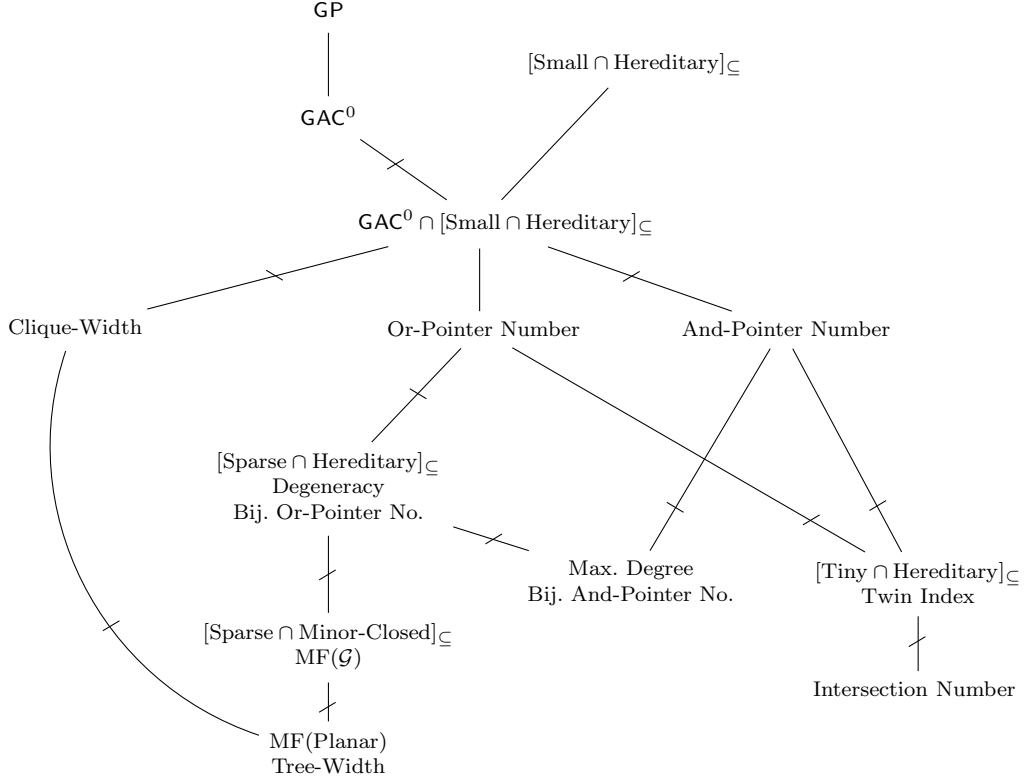 GP
[Small ∩ Hereditary]⊆
GAC⁰
GAC⁰ ∩ [Small ∩ Hereditary]⊆
Clique-Width
Or-Pointer Number
And-Pointer Number
[Sparse ∩ Hereditary]⊆
Degeneracy
Bij. Or-Pointer No.
Max. Degree
Bij. And-Pointer No.
[Tiny ∩ Hereditary]⊆
Twin Index
[Sparse ∩ Minor-Closed]⊆
MF(𝒢)
Intersection Number
MF(Planar)
Tree-Width